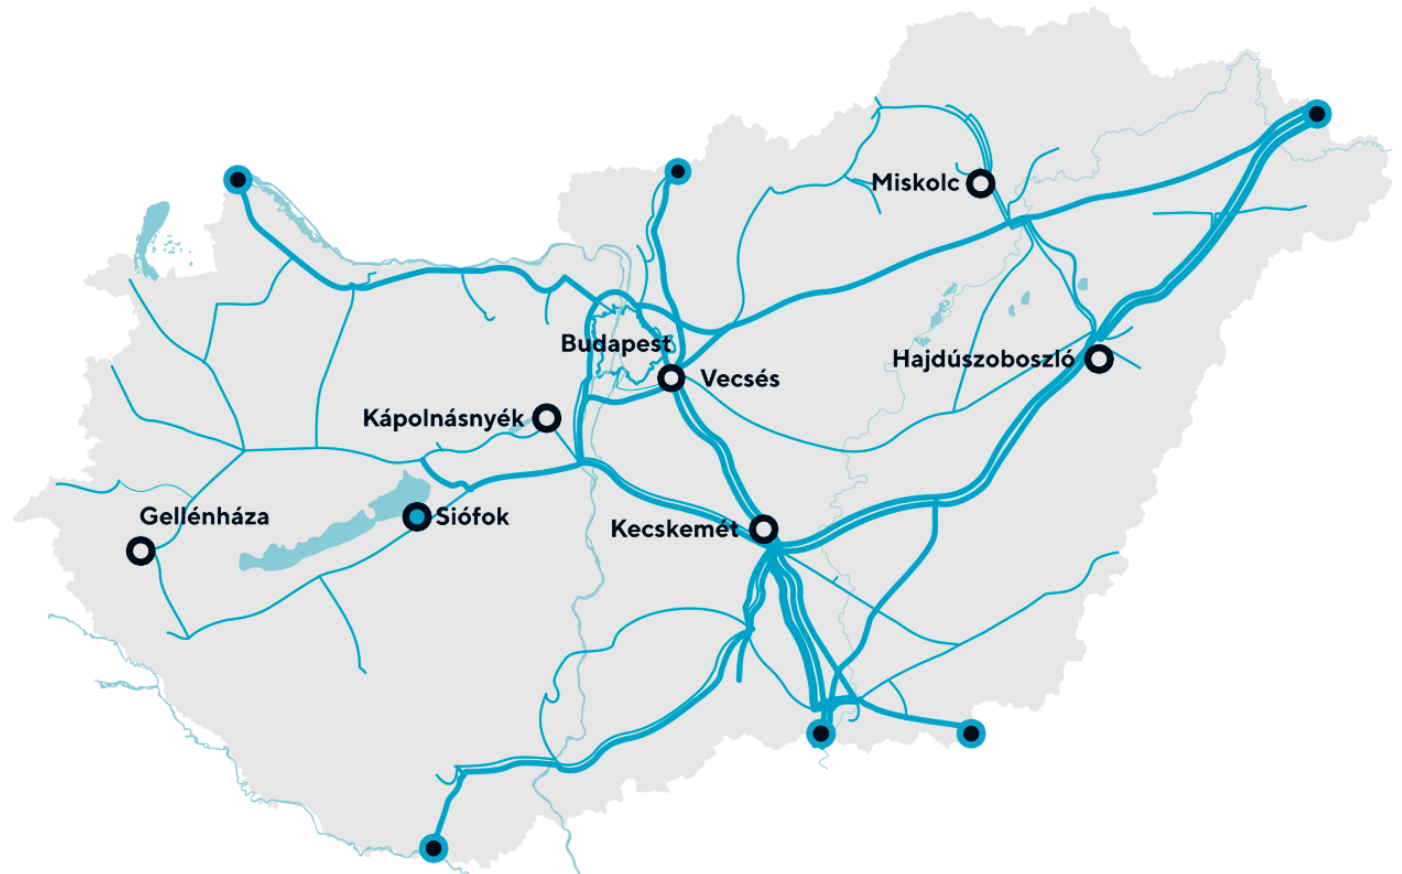 Miskolc
Budapest
Hajdúszoboszló
Vecsés
Kápolnásnyék
Gellénháza
Siófok
Kecskemét